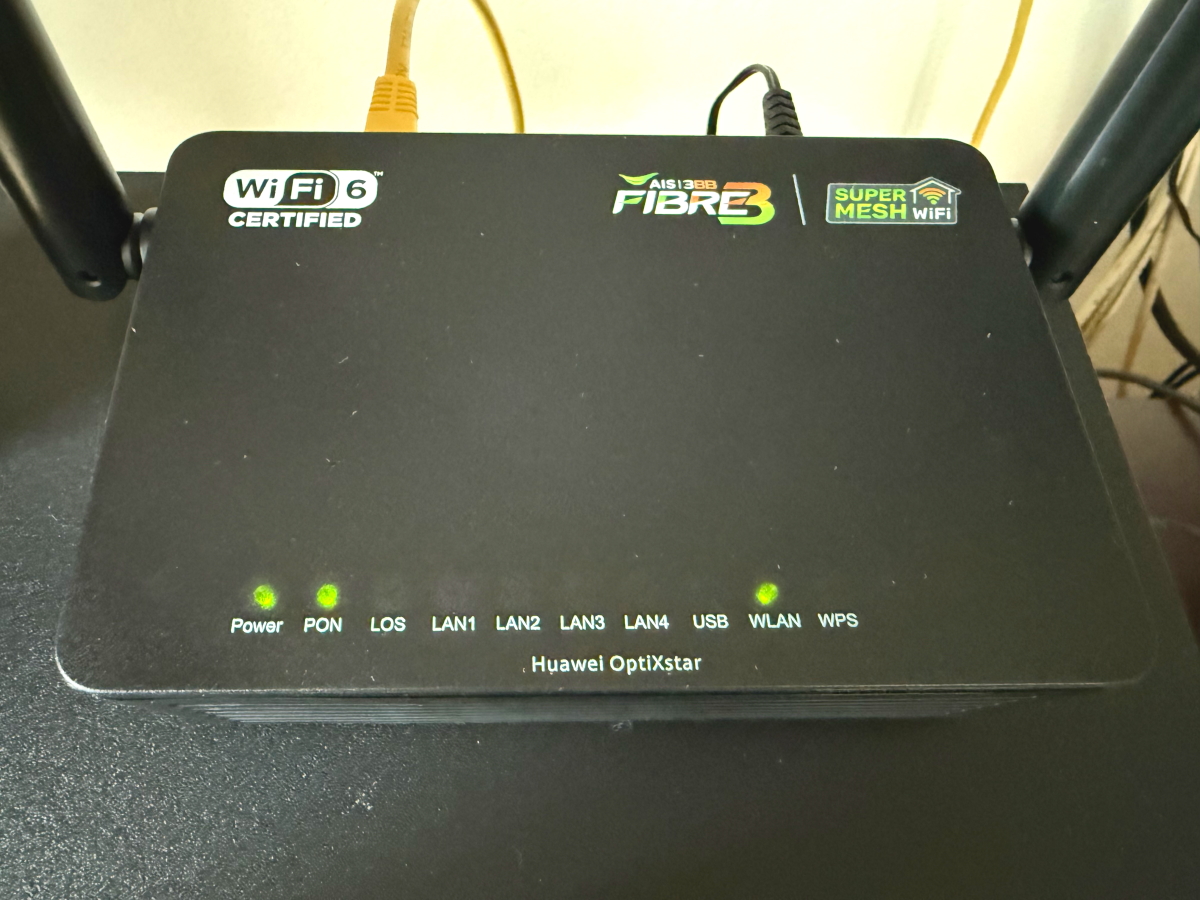 WiFi 6™
CERTIFIED
AIS | 3BB
FIBRE3
SUPER
MESH WiFi
Power PON LOS LAN1 LAN2 LAN3 LAN4 USB WLAN WPS
Huawei OptiXstar